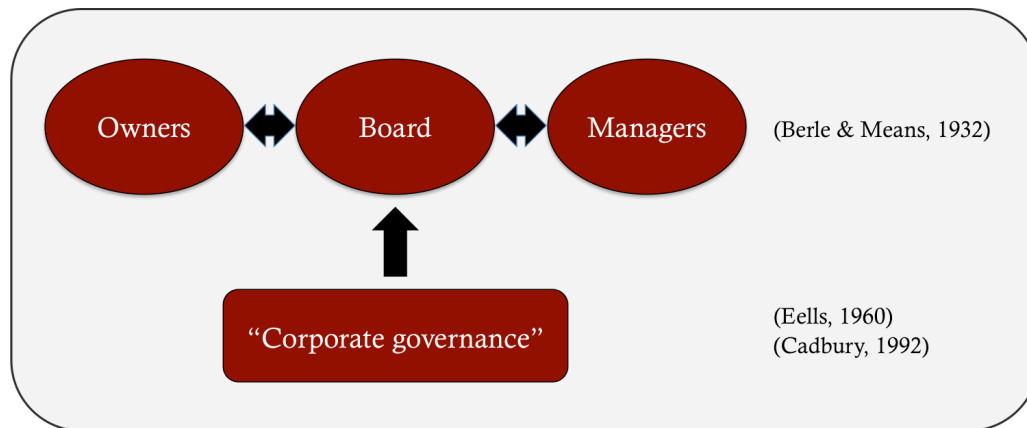 Owners
Board
Managers
(Berle & Means, 1932)
“Corporate governance”
(Eells, 1960)
(Cadbury, 1992)